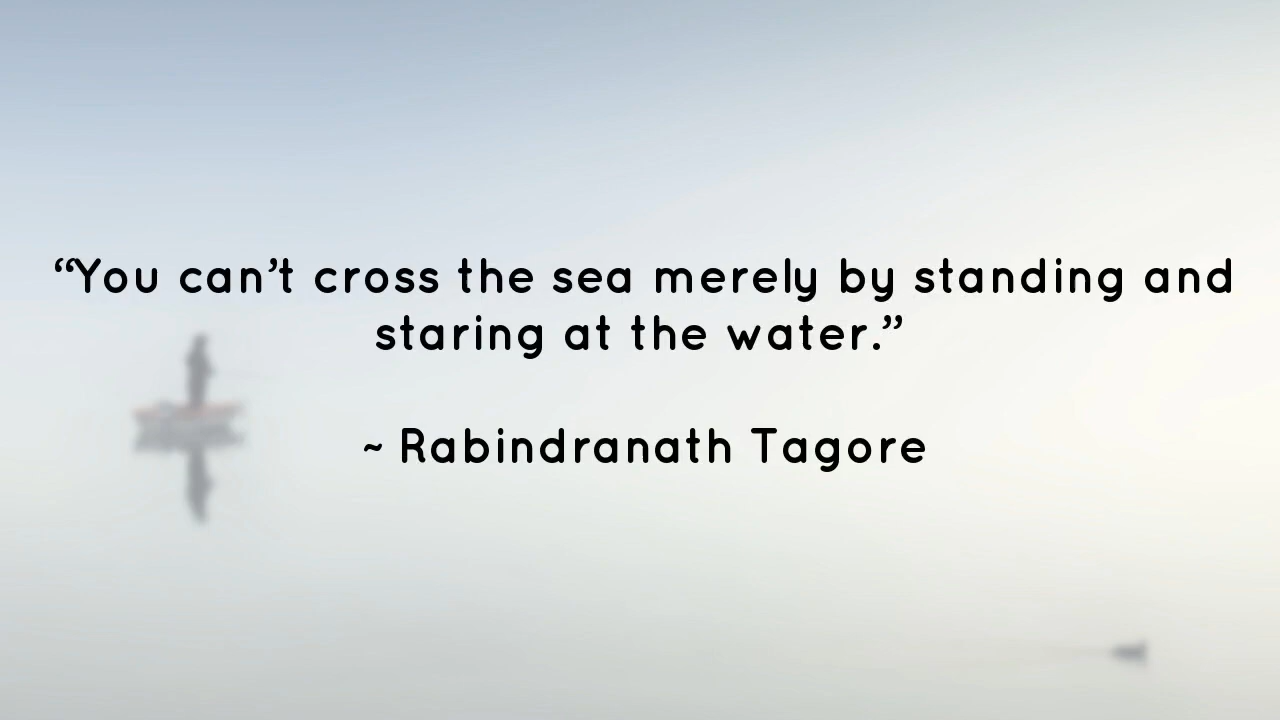 “You can’t cross the sea merely by standing and
staring at the water.”
~ Rabindranath Tagore